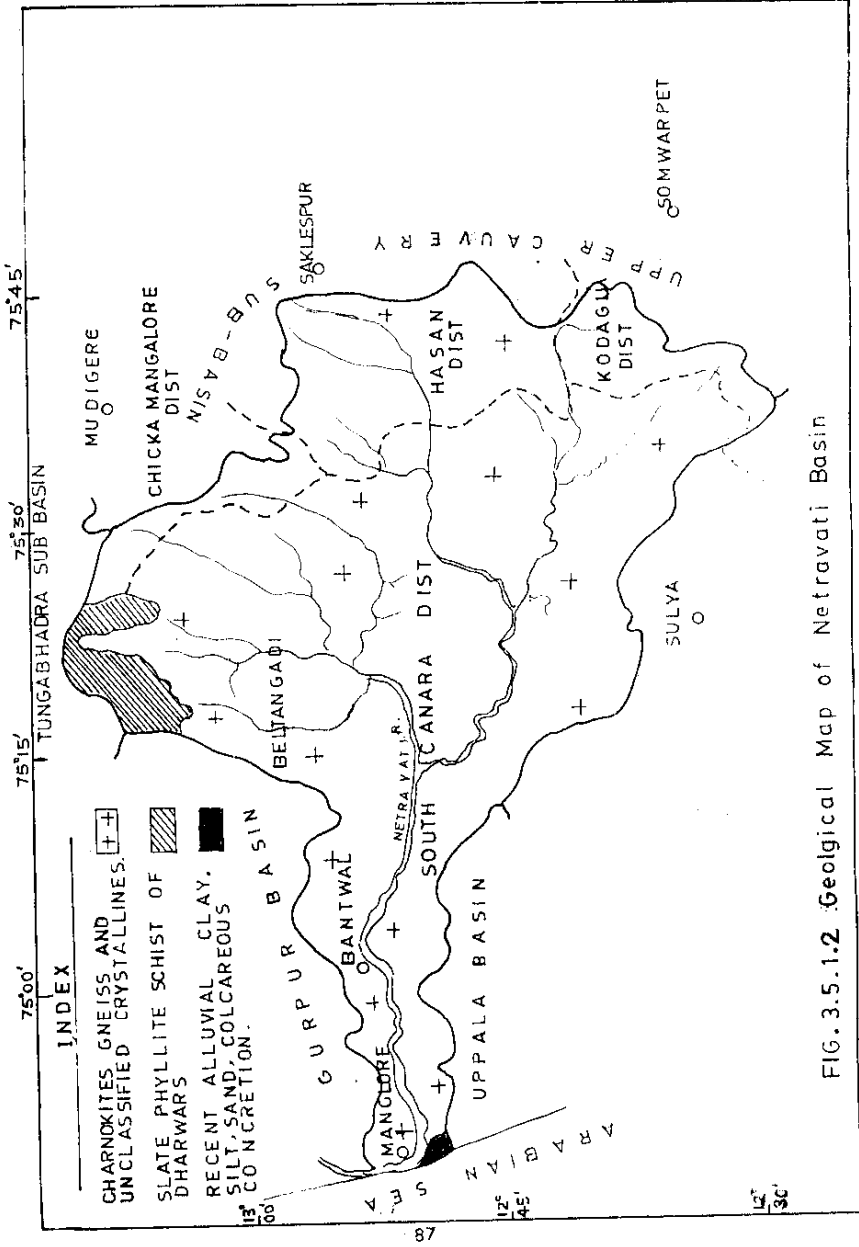 75°00'
75°15'
75°30'
75°45'
INDEX
CHARNOKITES GNEISS AND
UNCLASSIFIED CRYSTALLINES.
SLATE PHYLLITE SCHIST OF
DHARWARS
RECENT ALLUVIAL CLAY,
SILT, SAND, COLCAREOUS
CONCRETION.
TUNGABHADRA SUB BASIN
MUDIGERE
CHICKA MANGALORE
DIST
SUB-BASIN
SAKLESPUR
UPPER CAUVERY
SOMWARPET
HASAN
DIST
KODAGU
DIST
BELTANGADI
GURPUR BASIN
BANTWAL
NETRAVATI R.
SOUTH CANARA DIST
MANGLORE
SULYA
UPPALA BASIN
ARABIAN SEA
13°
00'
12°
45'
12°
30'
FIG. 3.5.1.2 :Geolgical Map of Netravati Basin
87